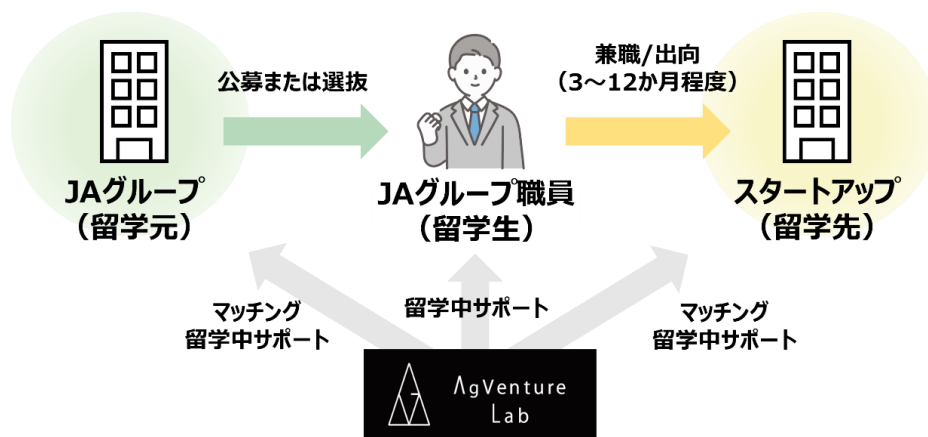 公募または選抜
兼職/出向
（3～12か月程度）
JAグループ
（留学元）
JAグループ職員
（留学生）
スタートアップ
（留学先）
マッチング
留学中サポート
留学中サポート
マッチング
留学中サポート
AgVenture
Lab